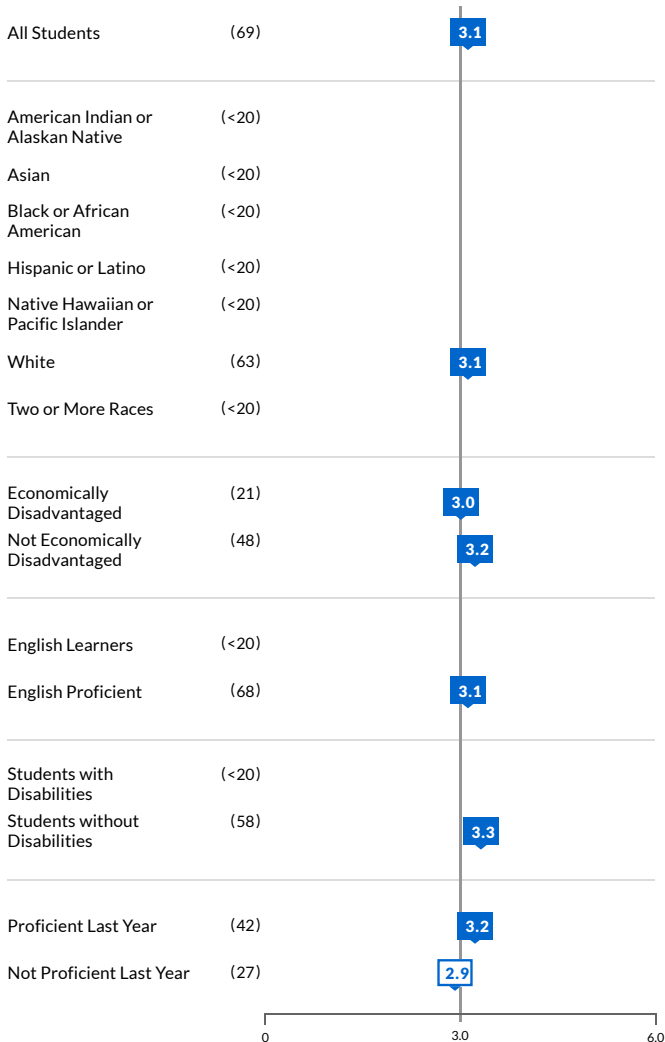 All Students (69) 3.1
American Indian or (<20)
Alaskan Native
Asian (<20)
Black or African (<20)
American
Hispanic or Latino (<20)
Native Hawaiian or (<20)
Pacific Islander
White (63) 3.1
Two or More Races (<20)
Economically (21) 3.0
Disadvantaged
Not Economically (48) 3.2
Disadvantaged
English Learners (<20)
English Proficient (68) 3.1
Students with (<20)
Disabilities
Students without (58) 3.3
Disabilities
Proficient Last Year (42) 3.2
Not Proficient Last Year (27) 2.9
0 3.0 6.0